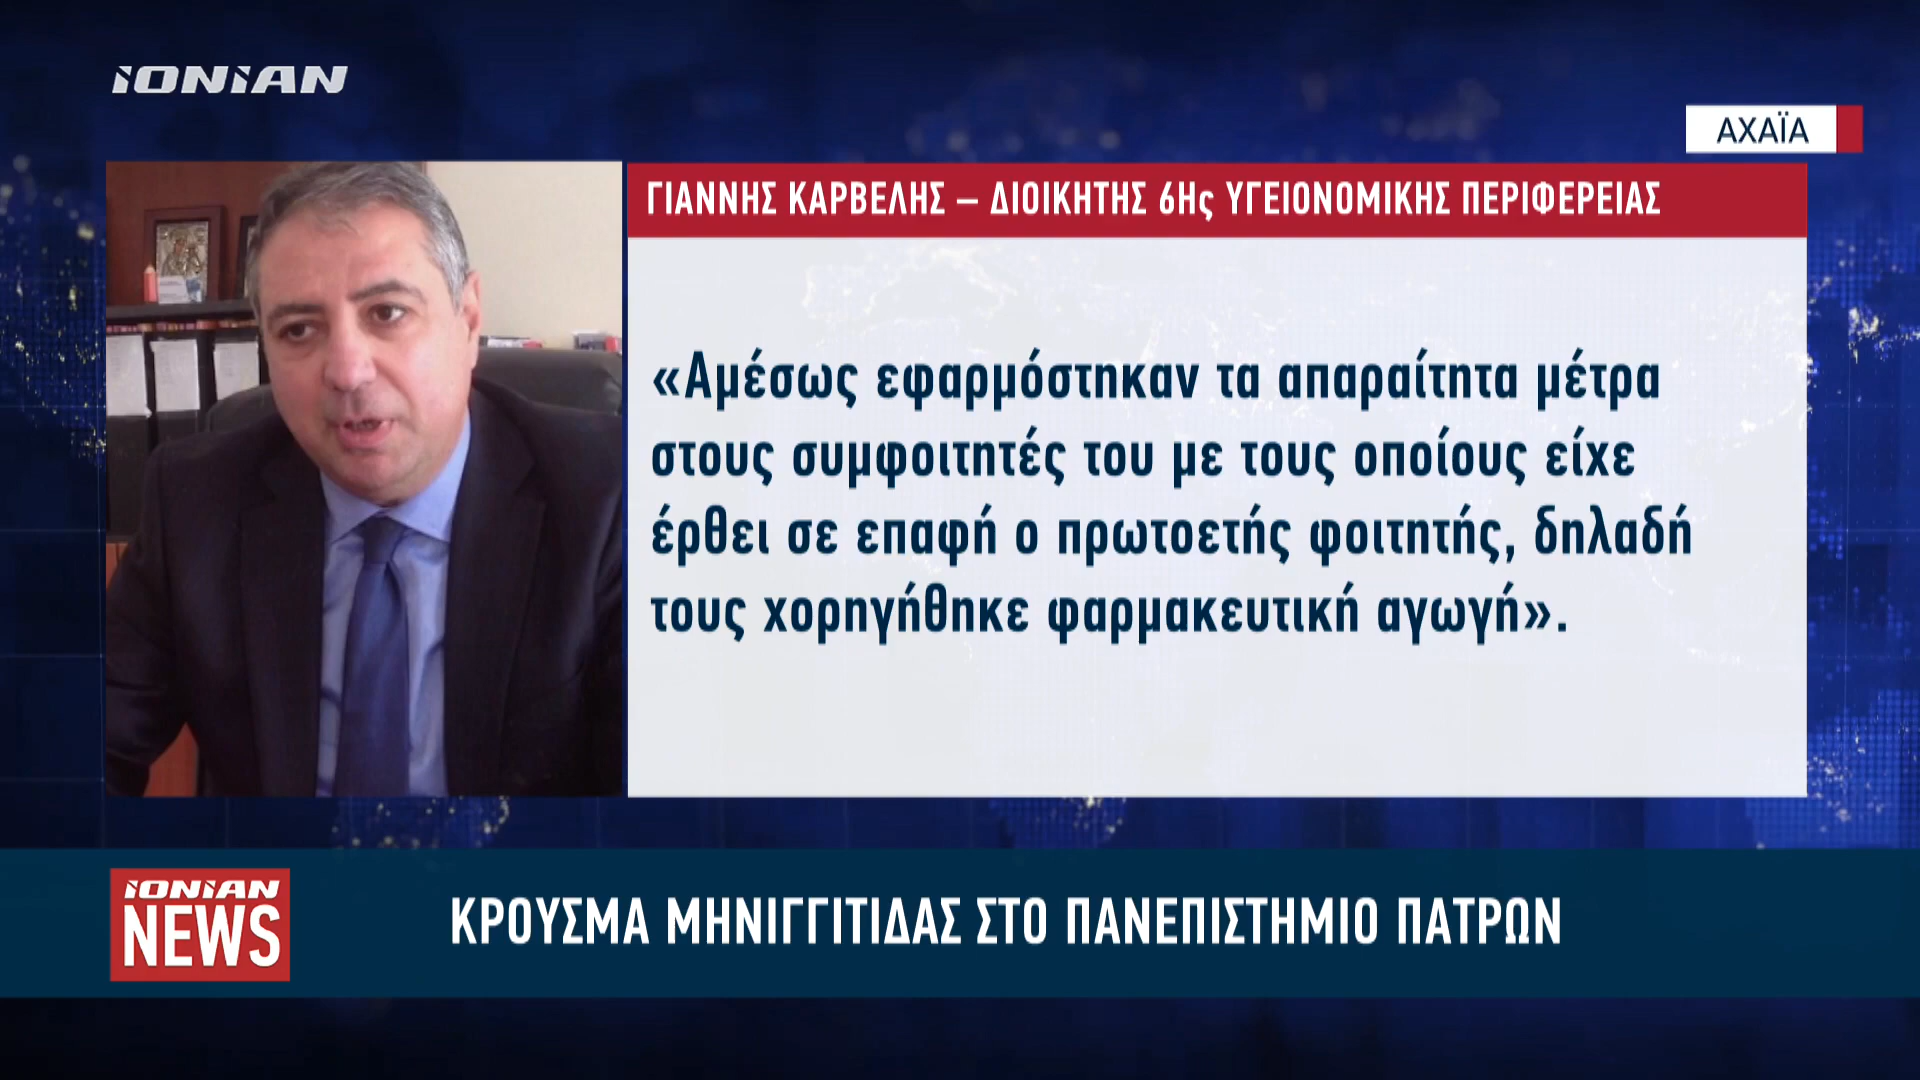 IONIAN
ΑΧΑΪΑ
ΓΙΑΝΝΗΣ ΚΑΡΒΕΛΗΣ – ΔΙΟΙΚΗΤΗΣ 6Ης ΥΓΕΙΟΝΟΜΙΚΗΣ ΠΕΡΙΦΕΡΕΙΑΣ
«Αμέσως εφαρμόστηκαν τα απαραίτητα μέτρα
στους συμφοιτητές του με τους οποίους είχε
έρθει σε επαφή ο πρωτοετής φοιτητής, δηλαδή
τους χορηγήθηκε φαρμακευτική αγωγή».
IONIAN
NEWS
ΚΡΟΥΣΜΑ ΜΗΝΙΓΓΙΤΙΔΑΣ ΣΤΟ ΠΑΝΕΠΙΣΤΗΜΙΟ ΠΑΤΡΩΝ